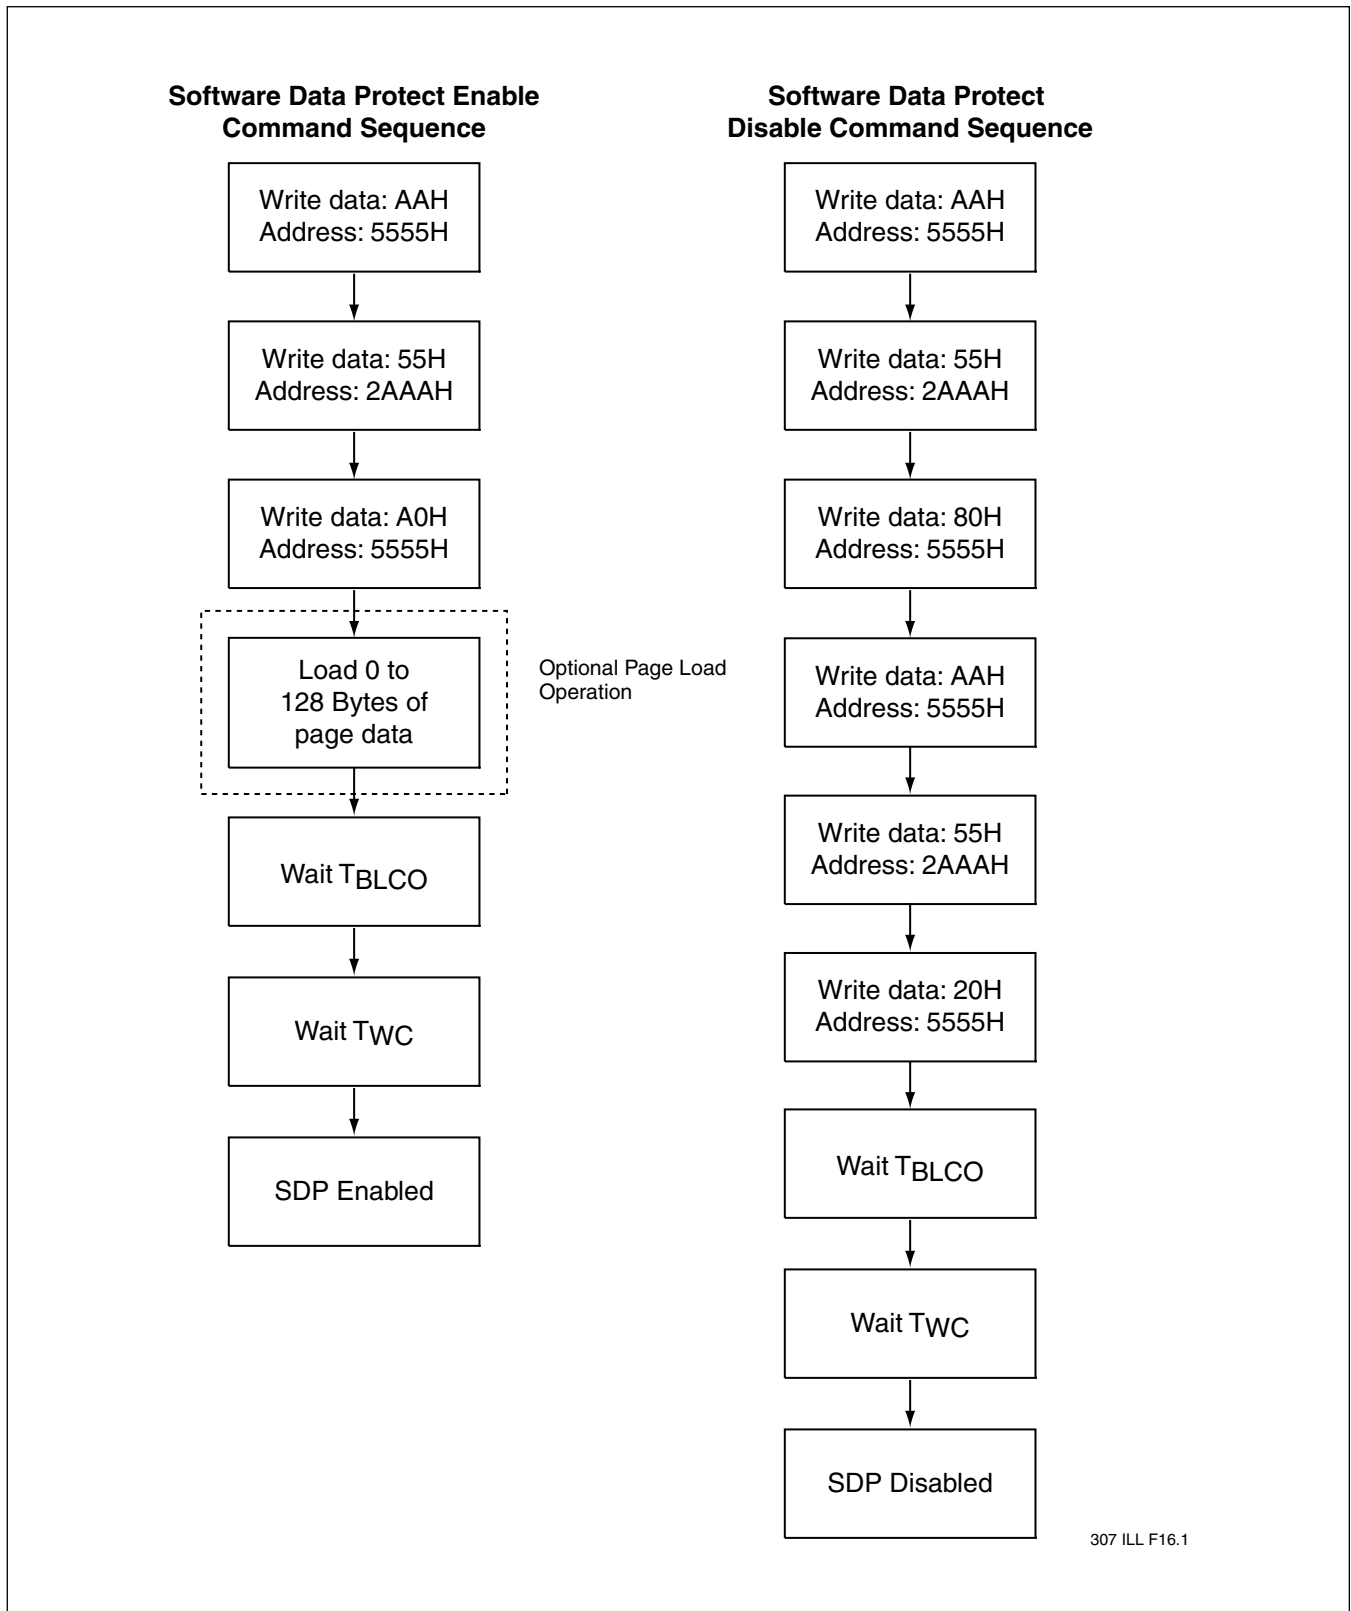 Software Data Protect Enable
Command Sequence
Write data: AAH
Address: 5555H
Write data: 55H
Address: 2AAAH
Write data: A0H
Address: 5555H
Load 0 to
128 Bytes of
page data
Optional Page Load
Operation
Wait TBLCO
Wait TWC
SDP Enabled
Software Data Protect
Disable Command Sequence
Write data: AAH
Address: 5555H
Write data: 55H
Address: 2AAAH
Write data: 80H
Address: 5555H
Write data: AAH
Address: 5555H
Write data: 55H
Address: 2AAAH
Write data: 20H
Address: 5555H
Wait TBLCO
Wait TWC
SDP Disabled
307 ILL F16.1